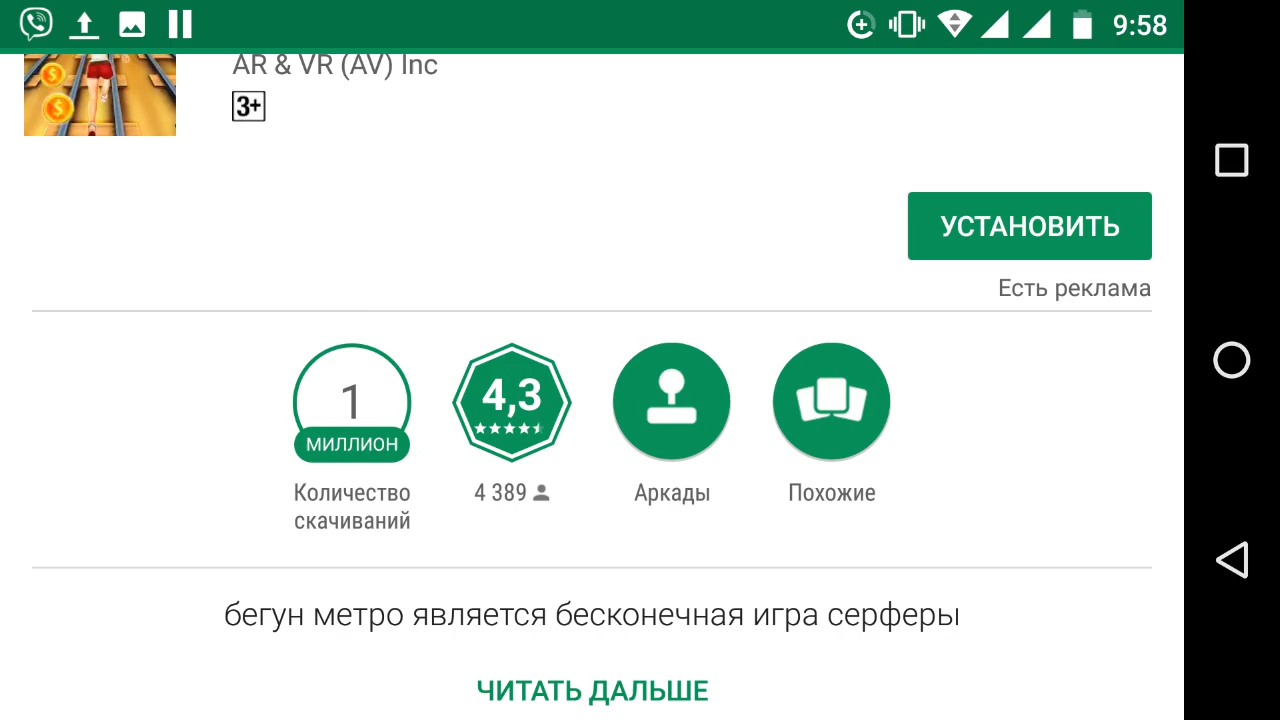 9:58
AR & VR (AV) Inc
3+
УСТАНОВИТЬ
Есть реклама
1
МИЛЛИОН
4,3
Количество
скачиваний
4 389
Аркады
Похожие
бегун метро является бесконечная игра серферы
ЧИТАТЬ ДАЛЬШЕ